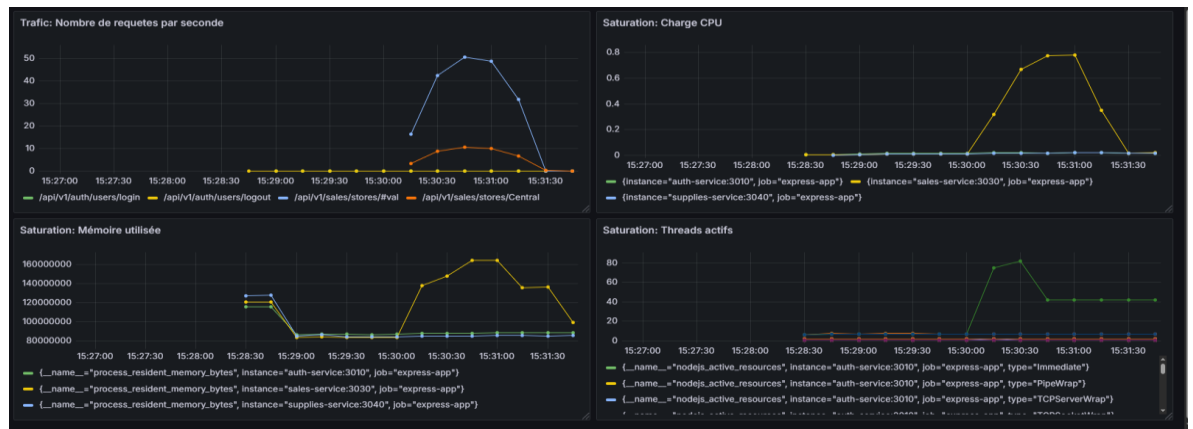 Trafic: Nombre de requetes par seconde
50
40
30
20
10
0
15:27:00 15:27:30 15:28:00 15:28:30 15:29:00 15:29:30 15:30:00 15:30:30 15:31:00 15:31:30
/api/v1/auth/users/login /api/v1/auth/users/logout /api/v1/sales/stores/#val /api/v1/sales/stores/Central
Saturation: Charge CPU
0.8
0.6
0.4
0.2
0
15:27:00 15:27:30 15:28:00 15:28:30 15:29:00 15:29:30 15:30:00 15:30:30 15:31:00 15:31:30
{instance="auth-service:3010", job="express-app"} {instance="sales-service:3030", job="express-app"}
{instance="supplies-service:3040", job="express-app"}
Saturation: Mémoire utilisée
160000000
140000000
120000000
100000000
80000000
15:27:00 15:27:30 15:28:00 15:28:30 15:29:00 15:29:30 15:30:00 15:30:30 15:31:00 15:31:30
{__name__="process_resident_memory_bytes", instance="auth-service:3010", job="express-app"}
{__name__="process_resident_memory_bytes", instance="sales-service:3030", job="express-app"}
{__name__="process_resident_memory_bytes", instance="supplies-service:3040", job="express-app"}
Saturation: Threads actifs
80
60
40
20
0
15:27:00 15:27:30 15:28:00 15:28:30 15:29:00 15:29:30 15:30:00 15:30:30 15:31:00 15:31:30
{__name__="nodejs_active_resources", instance="auth-service:3010", job="express-app", type="Immediate"}
{__name__="nodejs_active_resources", instance="auth-service:3010", job="express-app", type="PipeWrap"}
{__name__="nodejs_active_resources", instance="auth-service:3010", job="express-app", type="TCPServerWrap"}